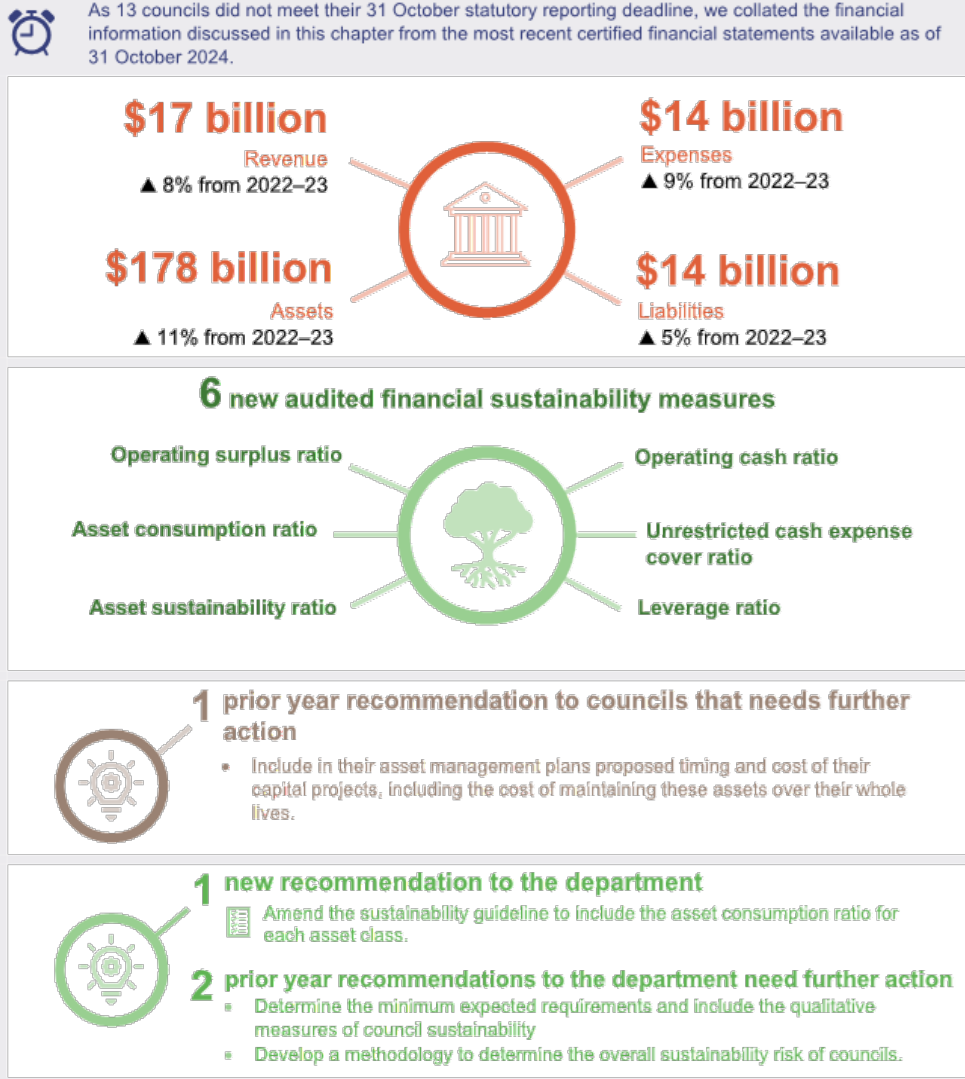 As 13 councils did not meet their 31 October statutory reporting deadline, we collated the financial
information discussed in this chapter from the most recent certified financial statements available as of
31 October 2024.
$17 billion
Revenue
▲ 8% from 2022–23
$14 billion
Expenses
▲ 9% from 2022–23
$178 billion
Assets
▲ 11% from 2022–23
$14 billion
Liabilities
▲ 5% from 2022–23
6 new audited financial sustainability measures
Operating surplus ratio
Operating cash ratio
Asset consumption ratio
Unrestricted cash expense
cover ratio
Asset sustainability ratio
Leverage ratio
1 prior year recommendation to councils that needs further
action
• Include in their asset management plans proposed timing and cost of their
capital projects, including the cost of maintaining these assets over their whole
lives.
1 new recommendation to the department
Amend the sustainability guideline to include the asset consumption ratio for
each asset class.
2 prior year recommendations to the department need further action
• Determine the minimum expected requirements and include the qualitative
measures of council sustainability
• Develop a methodology to determine the overall sustainability risk of councils.